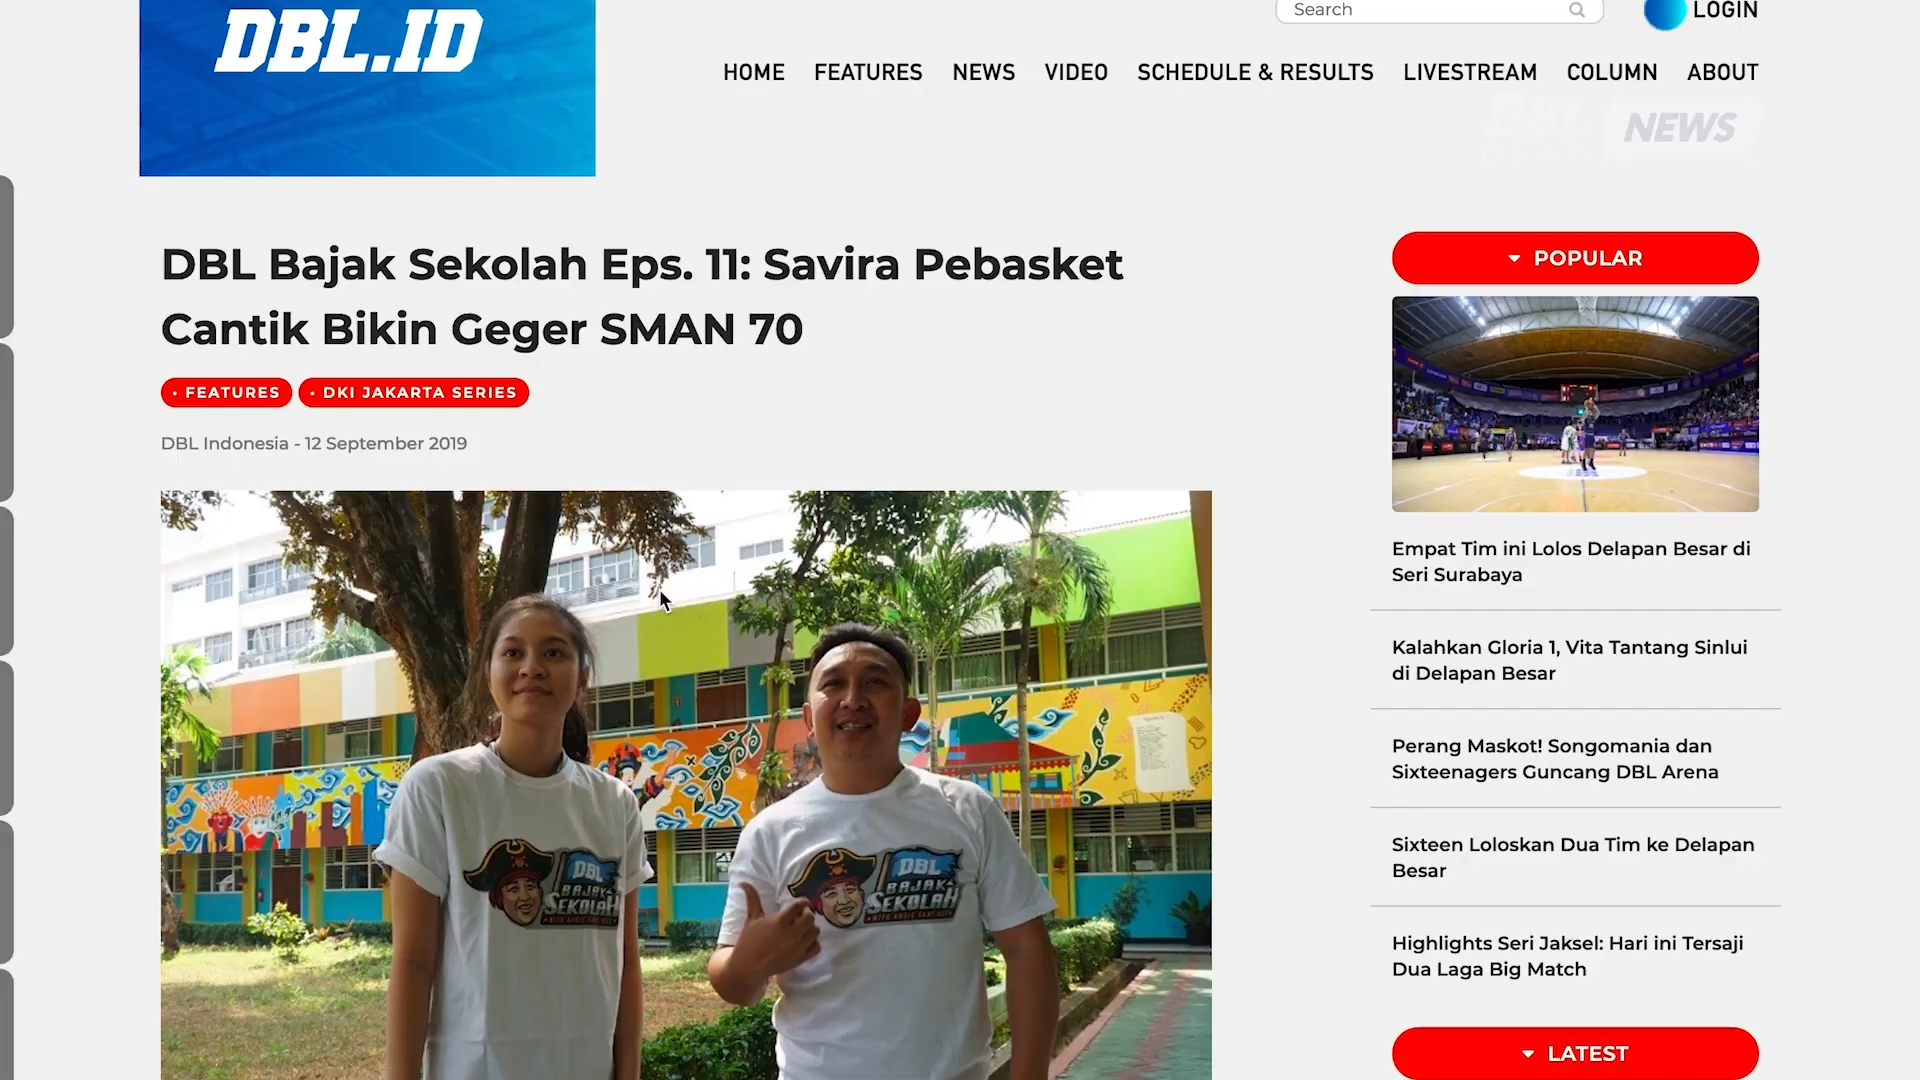 DBL.ID
Search
LOGIN
HOME FEATURES NEWS VIDEO SCHEDULE & RESULTS LIVESTREAM COLUMN ABOUT
DBL
NEWS
DBL Bajak Sekolah Eps. 11: Savira Pebasket
Cantik Bikin Geger SMAN 70
• FEATURES • DKI JAKARTA SERIES
DBL Indonesia - 12 September 2019
DBL
BAJAK
SEKOLAH
DBL
BAJAK
SEKOLAH
POPULAR
Empat Tim ini Lolos Delapan Besar di
Seri Surabaya
Kalahkan Gloria 1, Vita Tantang Sinlui
di Delapan Besar
Perang Maskot! Songomania dan
Sixteenagers Guncang DBL Arena
Sixteen Loloskan Dua Tim ke Delapan
Besar
Highlights Seri Jaksel: Hari ini Tersaji
Dua Laga Big Match
LATEST